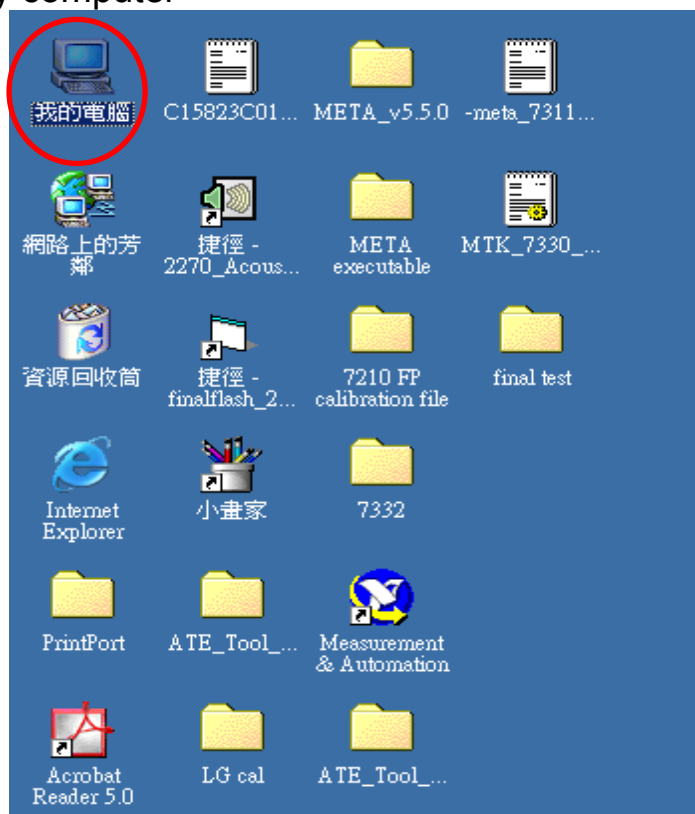 y computer
我的電腦
C15823C01...
META_v5.5.0
-meta_7311...
網路上的芳
鄰
捷徑 -
2270_Acous...
META
executable
MTK_7330_...
資源回收筒
捷徑 -
finalflash_2...
7210 FP
calibration file
final test
Internet
Explorer
小畫家
7332
PrintPort
ATE_Tool_...
Measurement
& Automation
Acrobat
Reader 5.0
LG cal
ATE_Tool_...